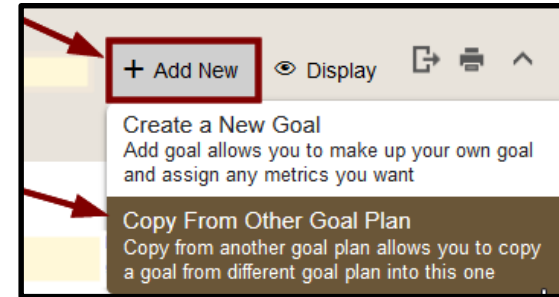 + Add New Display
Create a New Goal
Add goal allows you to make up your own goal
and assign any metrics you want
Copy From Other Goal Plan
Copy from another goal plan allows you to copy
a goal from different goal plan into this one